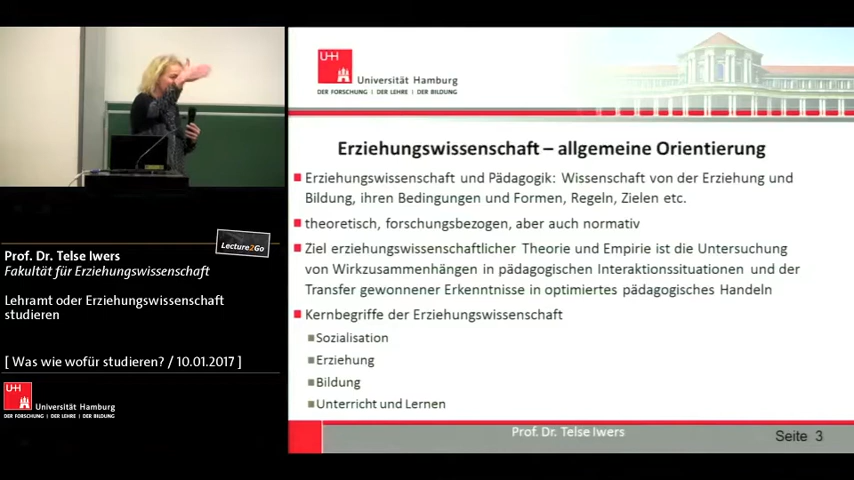 Prof. Dr. Telse Iwers
Fakultät für Erziehungswissenschaft
Lecture2Go
Lehramt oder Erziehungswissenschaft
studieren
[ Was wie wofür studieren? / 10.01.2017 ]
UH
Universität Hamburg
DER FORSCHUNG | DER LEHRE | DER BILDUNG
UH
Universität Hamburg
DER FORSCHUNG | DER LEHRE | DER BILDUNG
Erziehungswissenschaft – allgemeine Orientierung
Erziehungswissenschaft und Pädagogik: Wissenschaft von der Erziehung und
Bildung, ihren Bedingungen und Formen, Regeln, Zielen etc.
theoretisch, forschungsbezogen, aber auch normativ
Ziel erziehungswissenschaftlicher Theorie und Empirie ist die Untersuchung
von Wirkzusammenhängen in pädagogischen Interaktionssituationen und der
Transfer gewonnener Erkenntnisse in optimiertes pädagogisches Handeln
Kernbegriffe der Erziehungswissenschaft
Sozialisation
Erziehung
Bildung
Unterricht und Lernen
Prof. Dr. Telse Iwers
Seite 3